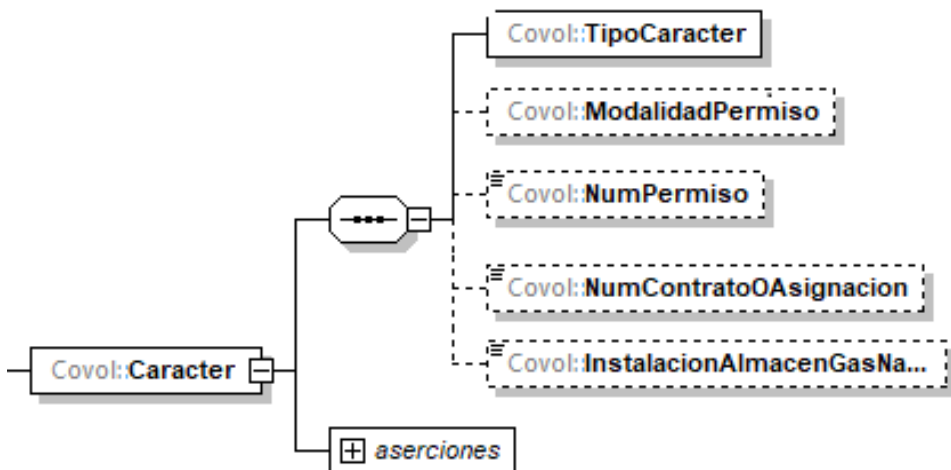 Covol::TipoCaracter
Covol::ModalidadPermiso
Covol::NumPermiso
Covol::NumContratoOAsignacion
Covol::InstalacionAlmacenGasNa...
Covol::Caracter
aserciones